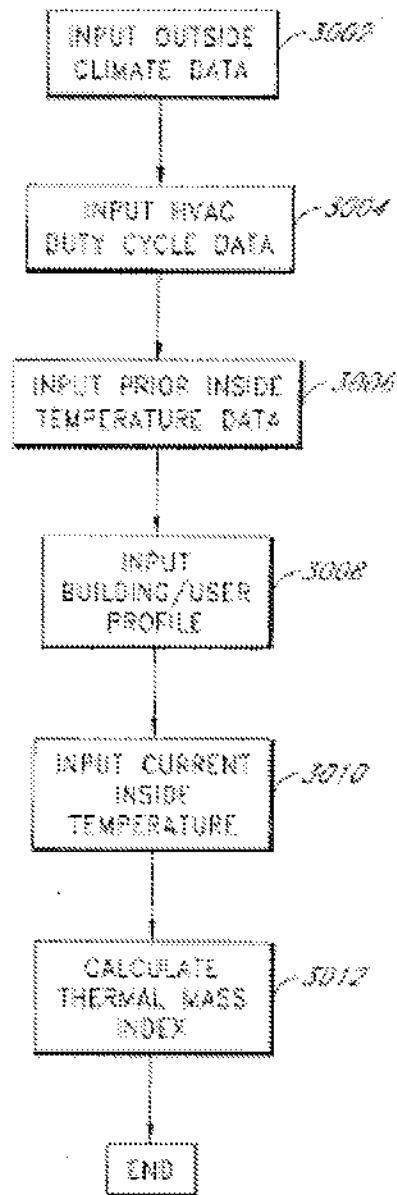 INPUT OUTSIDE
CLIMATE DATA
3002
INPUT HVAC
DUTY CYCLE DATA
3004
INPUT PRIOR INSIDE
TEMPERATURE DATA
3006
INPUT
BUILDING/USER
PROFILE
3008
INPUT CURRENT
INSIDE
TEMPERATURE
3010
CALCULATE
THERMAL MASS
INDEX
3012
END